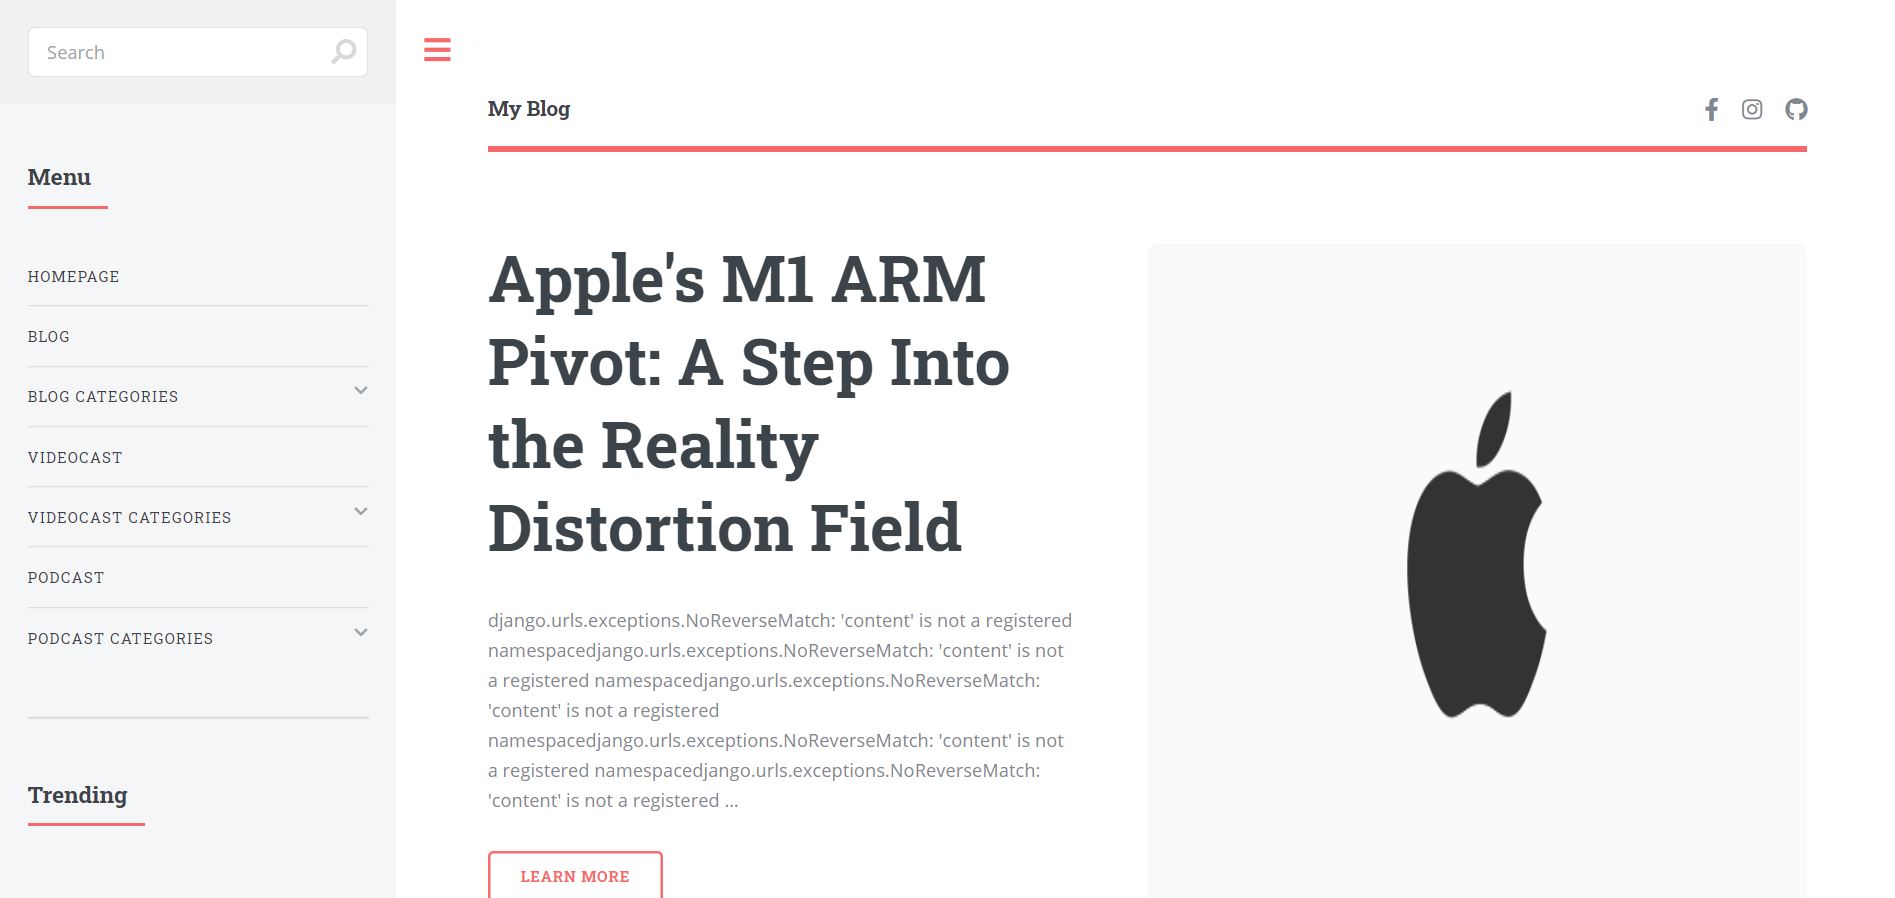 Search
Menu
HOMEPAGE
BLOG
BLOG CATEGORIES
VIDEOCAST
VIDEOCAST CATEGORIES
PODCAST
PODCAST CATEGORIES
Trending
My Blog
Apple's M1 ARM
Pivot: A Step Into
the Reality
Distortion Field
django.urls.exceptions.NoReverseMatch: 'content' is not a registered
namespacedjango.urls.exceptions.NoReverseMatch: 'content' is not
a registered namespacedjango.urls.exceptions.NoReverseMatch:
'content' is not a registered
namespacedjango.urls.exceptions.NoReverseMatch: 'content' is not
a registered namespacedjango.urls.exceptions.NoReverseMatch:
'content' is not a registered ...
LEARN MORE